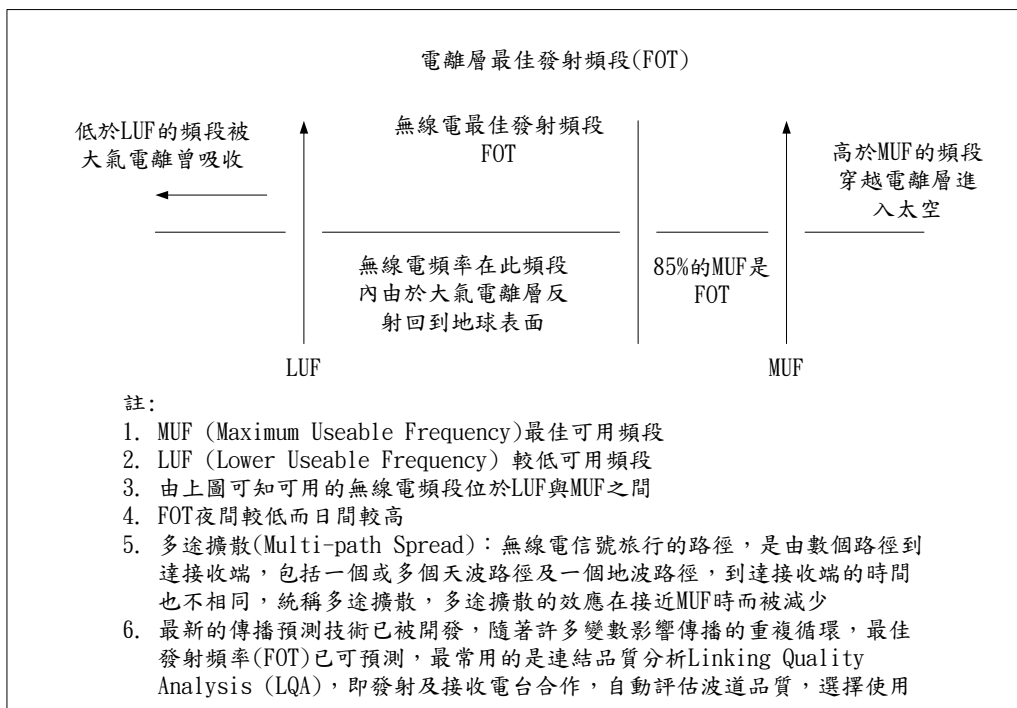 電離層最佳發射頻段(FOT)
低於LUF的頻段被
大氣電離曾吸收
無線電最佳發射頻段
FOT
高於MUF的頻段
穿越電離層進
入太空
無線電頻率在此頻段
內由於大氣電離層反
射回到地球表面
85%的MUF是
FOT
LUF
MUF
註:
1. MUF (Maximum Useable Frequency)最佳可用頻段
2. LUF (Lower Useable Frequency) 較低可用頻段
3. 由上圖可知可用的無線電頻段位於LUF與MUF之間
4. FOT夜間較低而日間較高
5. 多途擴散(Multi-path Spread)：無線電信號旅行的路徑，是由數個路徑到
達接收端，包括一個或多個天波路徑及一個地波路徑，到達接收端的時間
也不相同，統稱多途擴散，多途擴散的效應在接近MUF時而被減少
6. 最新的傳播預測技術已被開發，隨著許多變數影響傳播的重複循環，最佳
發射頻率(FOT)已可預測，最常用的是連結品質分析Linking Quality
Analysis (LQA)，即發射及接收電台合作，自動評估波道品質，選擇使用